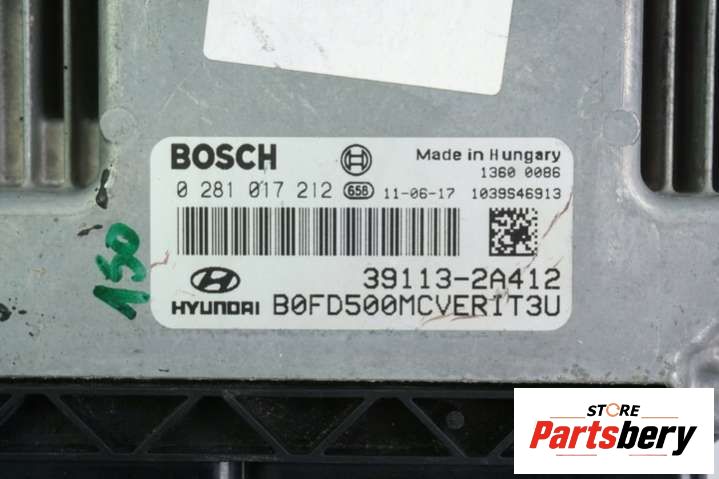 BOSCH
Made in Hungary
1360 0086
0 281 017 212 658 11-06-17 1039S46913
39113-2A412
HYUNDAI B0FD500MCVERIT3U
150
STORE
Partsbery